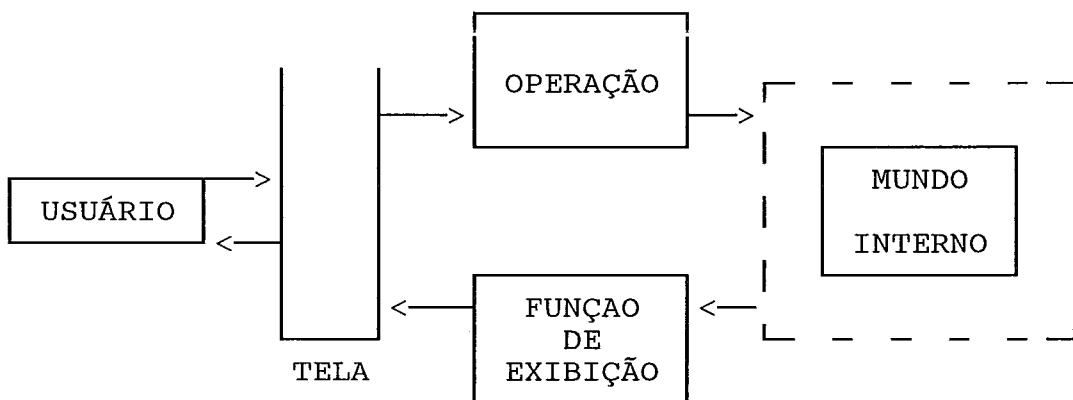 OPERAÇÃO
MUNDO
INTERNO
USUÁRIO
FUNÇAO
DE
EXIBIÇÃO
TELA